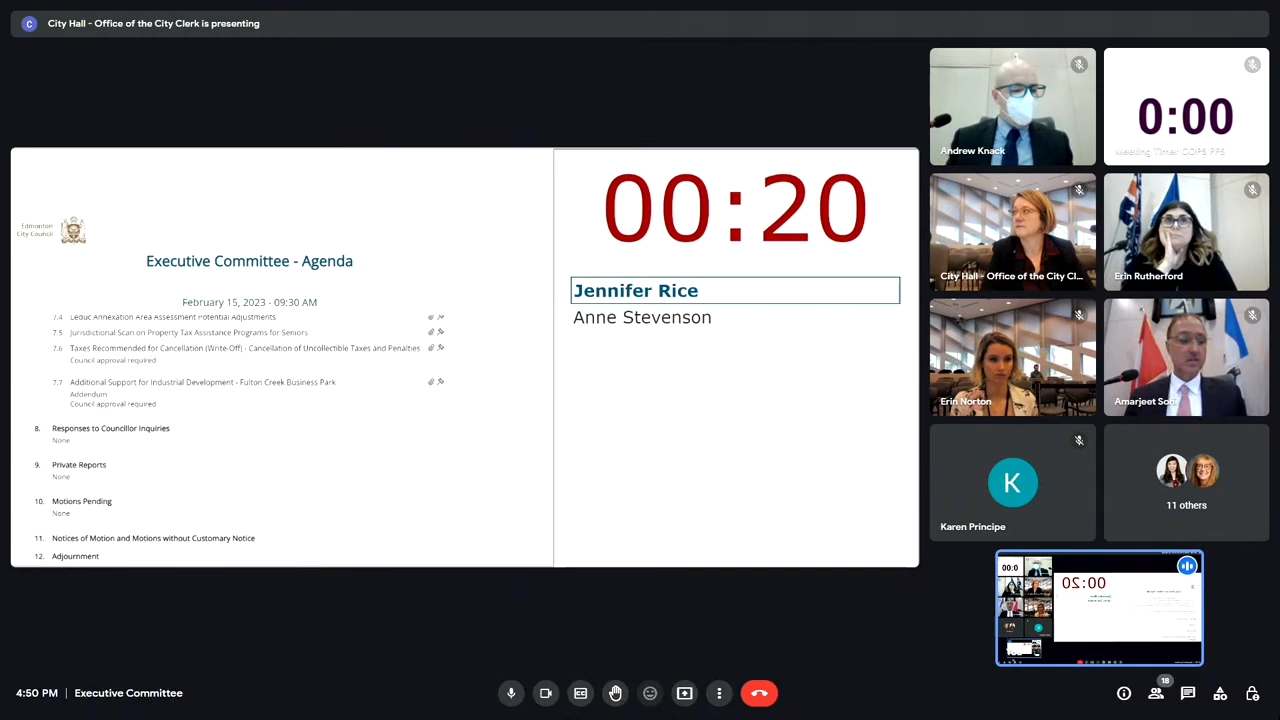 C
City Hall - Office of the City Clerk is presenting
Edmonton
City Council
Executive Committee - Agenda
February 15, 2023 - 09:30 AM
7.4 Leduc Annexation Area Assessment Potential Adjustments
7.5 Jurisdictional Scan on Property Tax Assistance Programs for Seniors
7.6 Taxes Recommended for Cancellation (Write-Off) - Cancellation of Uncollectible Taxes and Penalties
Council approval required
7.7 Additional Support for Industrial Development - Fulton Creek Business Park
Addendum
Council approval required
8. Responses to Councillor Inquiries
None
9. Private Reports
None
10. Motions Pending
None
11. Notices of Motion and Motions without Customary Notice
12. Adjournment
00:20
Jennifer Rice
Anne Stevenson
Andrew Knack
0:00
Meeting Timer COPS PPS
City Hall - Office of the City Cl...
Erin Rutherford
Erin Norton
Amarjeet Sohi
K
Karen Principe
11 others
00:0
00:20
4:50 PM | Executive Committee
18